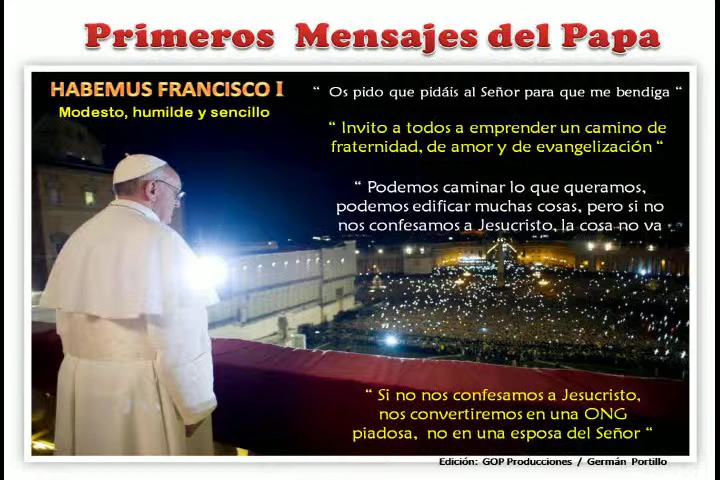 Primeros Mensajes del Papa
HABEMUS FRANCISCO I
Modesto, humilde y sencillo
“ Os pido que pidáis al Señor para que me bendiga “
“ Invito a todos a emprender un camino de
fraternidad, de amor y de evangelización “
“ Podemos caminar lo que queramos,
podemos edificar muchas cosas, pero si no
nos confesamos a Jesucristo, la cosa no va
“ Si no nos confesamos a Jesucristo,
nos convertiremos en una ONG
piadosa, no en una esposa del Señor “
Edición: GOP Producciones / Germán Portillo